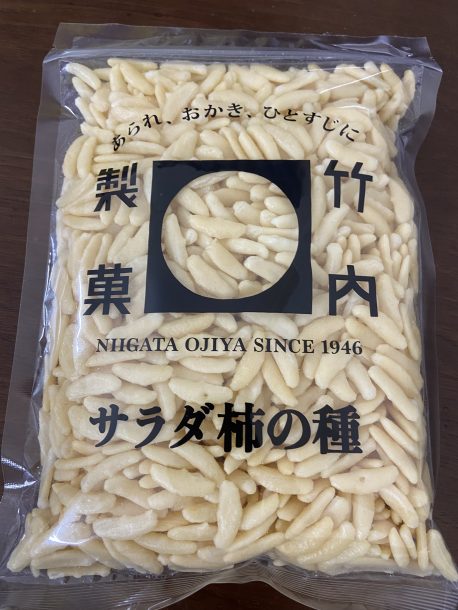 あられ、おかき、ひとすじに
竹内
製菓
NIIGATA OJIYA SINCE 1946
サラダ柿の種